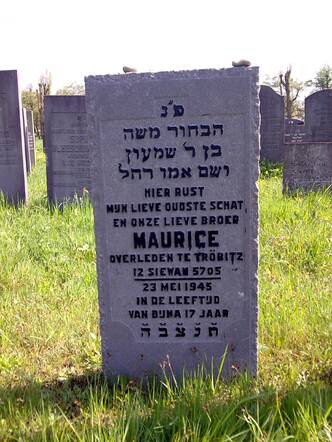 פ״נ
הבחור משה
בן ר׳ שמעון
ושם אמו רחל
HIER RUST
MIJN LIEVE OUDSTE SCHAT
EN ONZE LIEVE BROER
MAURICE
OVERLEDEN TE TRÖBITZ
12 SIEWAN 5705
23 MEI 1945
IN DE LEEFTIJD
VAN BIJNA 17 JAAR
ת נ צ ב ה